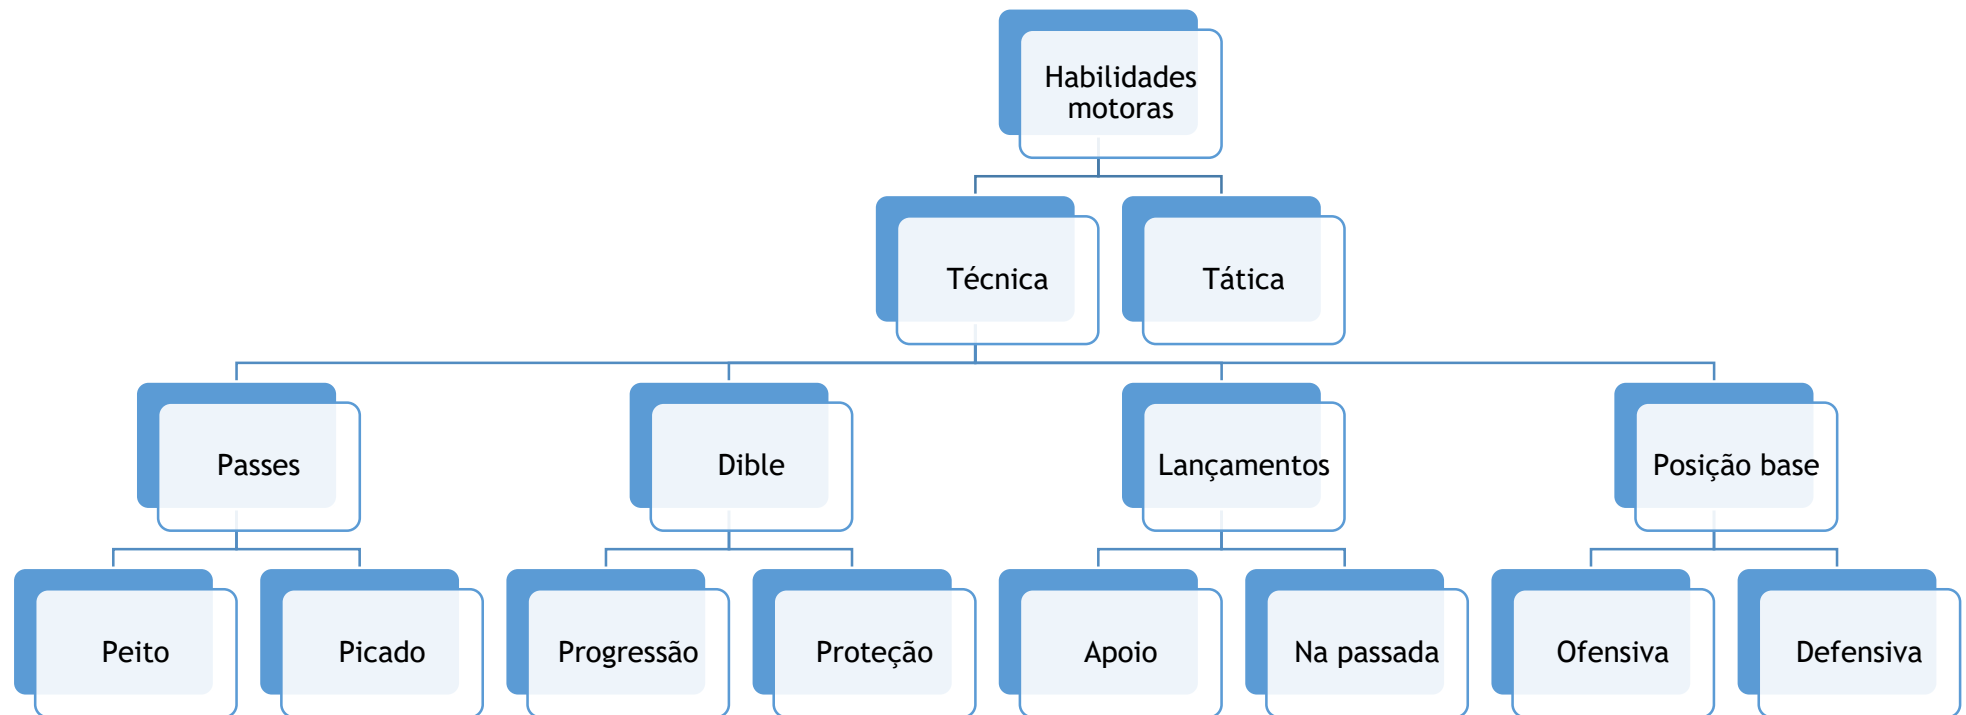 Habilidades
motoras
Técnica
Tática
Passes
Dible
Lançamentos
Posição base
Peito
Picado
Progressão
Proteção
Apoio
Na passada
Ofensiva
Defensiva